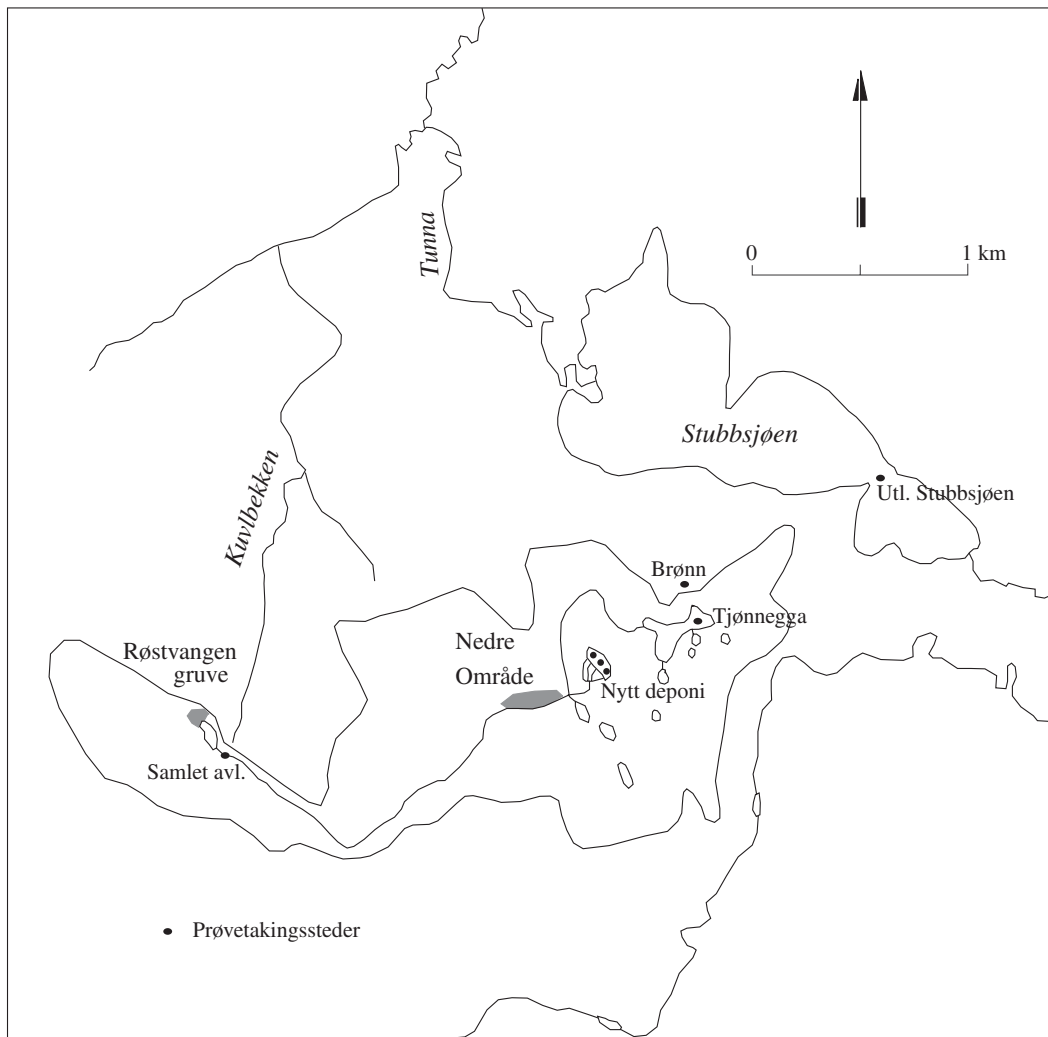 Tunna
0 1 km
Stubbsjøen
Utl. Stubbsjøen
Kuvlbekken
Brønn
Tjønnegga
Nedre
Område
Røstvangen
gruve
Nytt deponi
Samlet avl.
Prøvetakingssteder